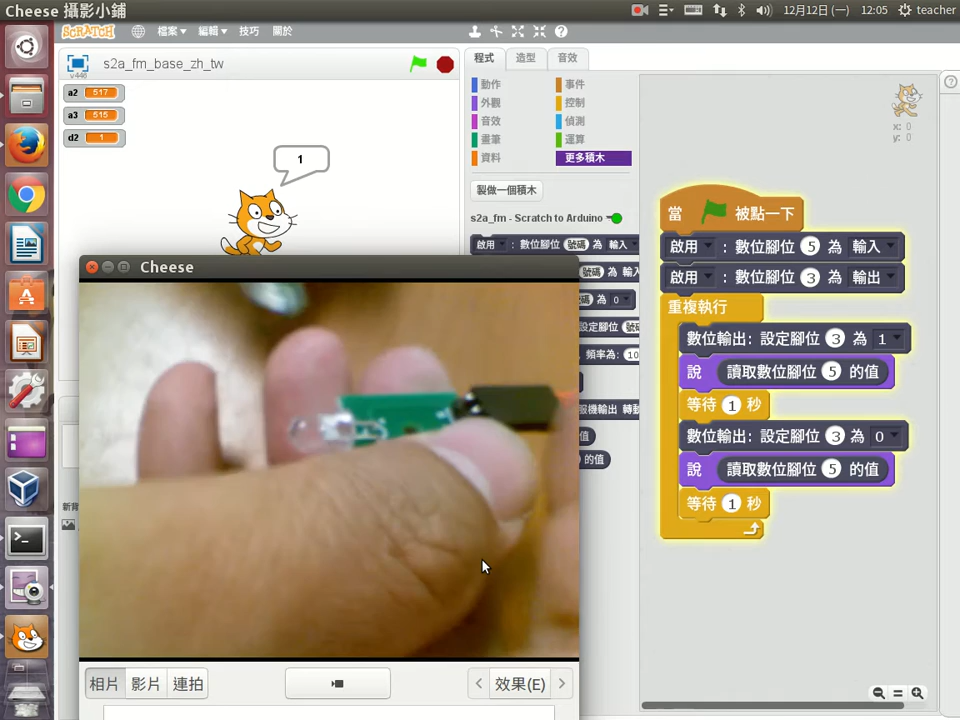 Cheese 攝影小舖
12月12日 (一) 12:05 teacher
SCRATCH 檔案 編輯 技巧 關於
v446 s2a_fm_base_zh_tw
a2 517
a3 515
d2 1
1
程式 造型 音效
動作 事件
外觀 控制
音效 偵測
畫筆 運算
資料 更多積木
製做一個積木
s2a_fm - Scratch to Arduino
啟用 : 數位腳位 號碼 為 輸入
為 0
頻率為: 10
的值
x: 0
y: 0
當 被點一下
啟用 : 數位腳位 5 為 輸入
啟用 : 數位腳位 3 為 輸出
重複執行
數位輸出: 設定腳位 3 為 1
說 讀取數位腳位 5 的值
等待 1 秒
數位輸出: 設定腳位 3 為 0
說 讀取數位腳位 5 的值
等待 1 秒
Cheese
相片 影片 連拍 效果(E)